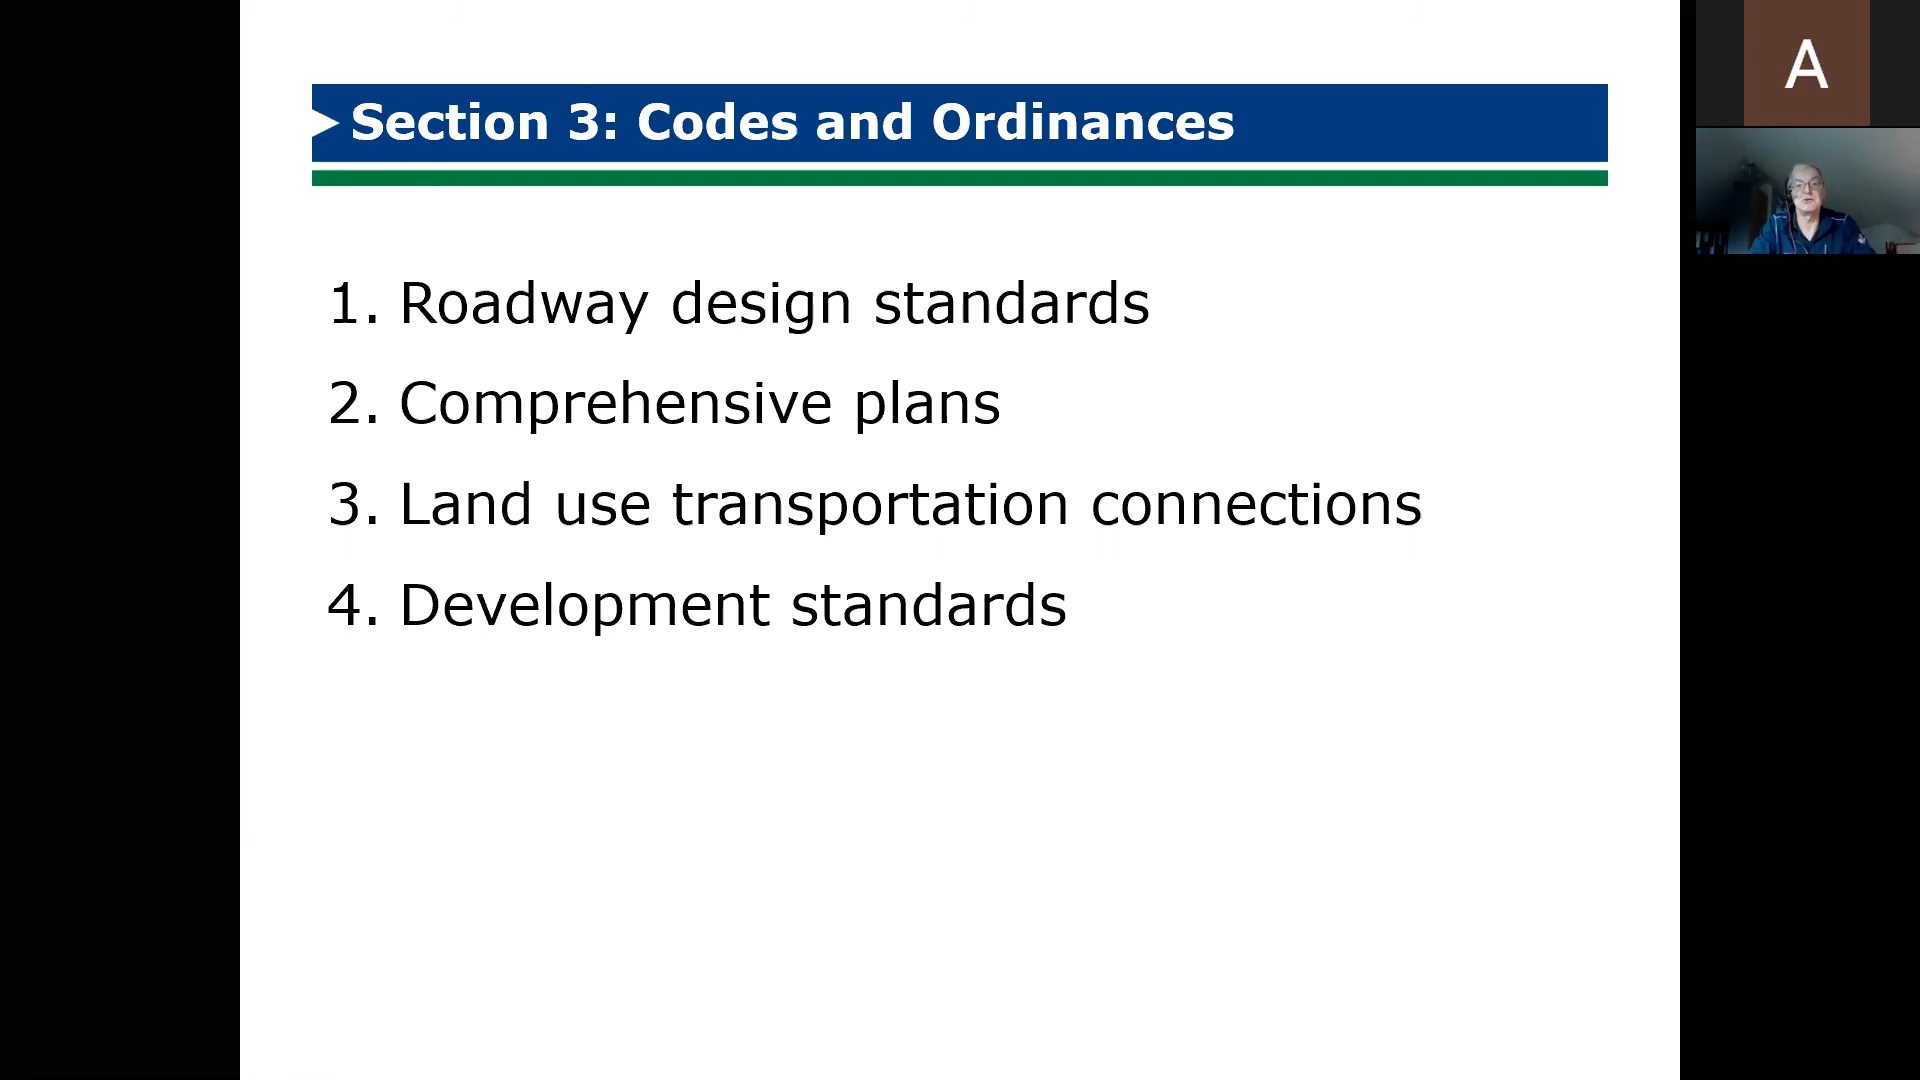 Section 3: Codes and Ordinances
1. Roadway design standards
2. Comprehensive plans
3. Land use transportation connections
4. Development standards
A